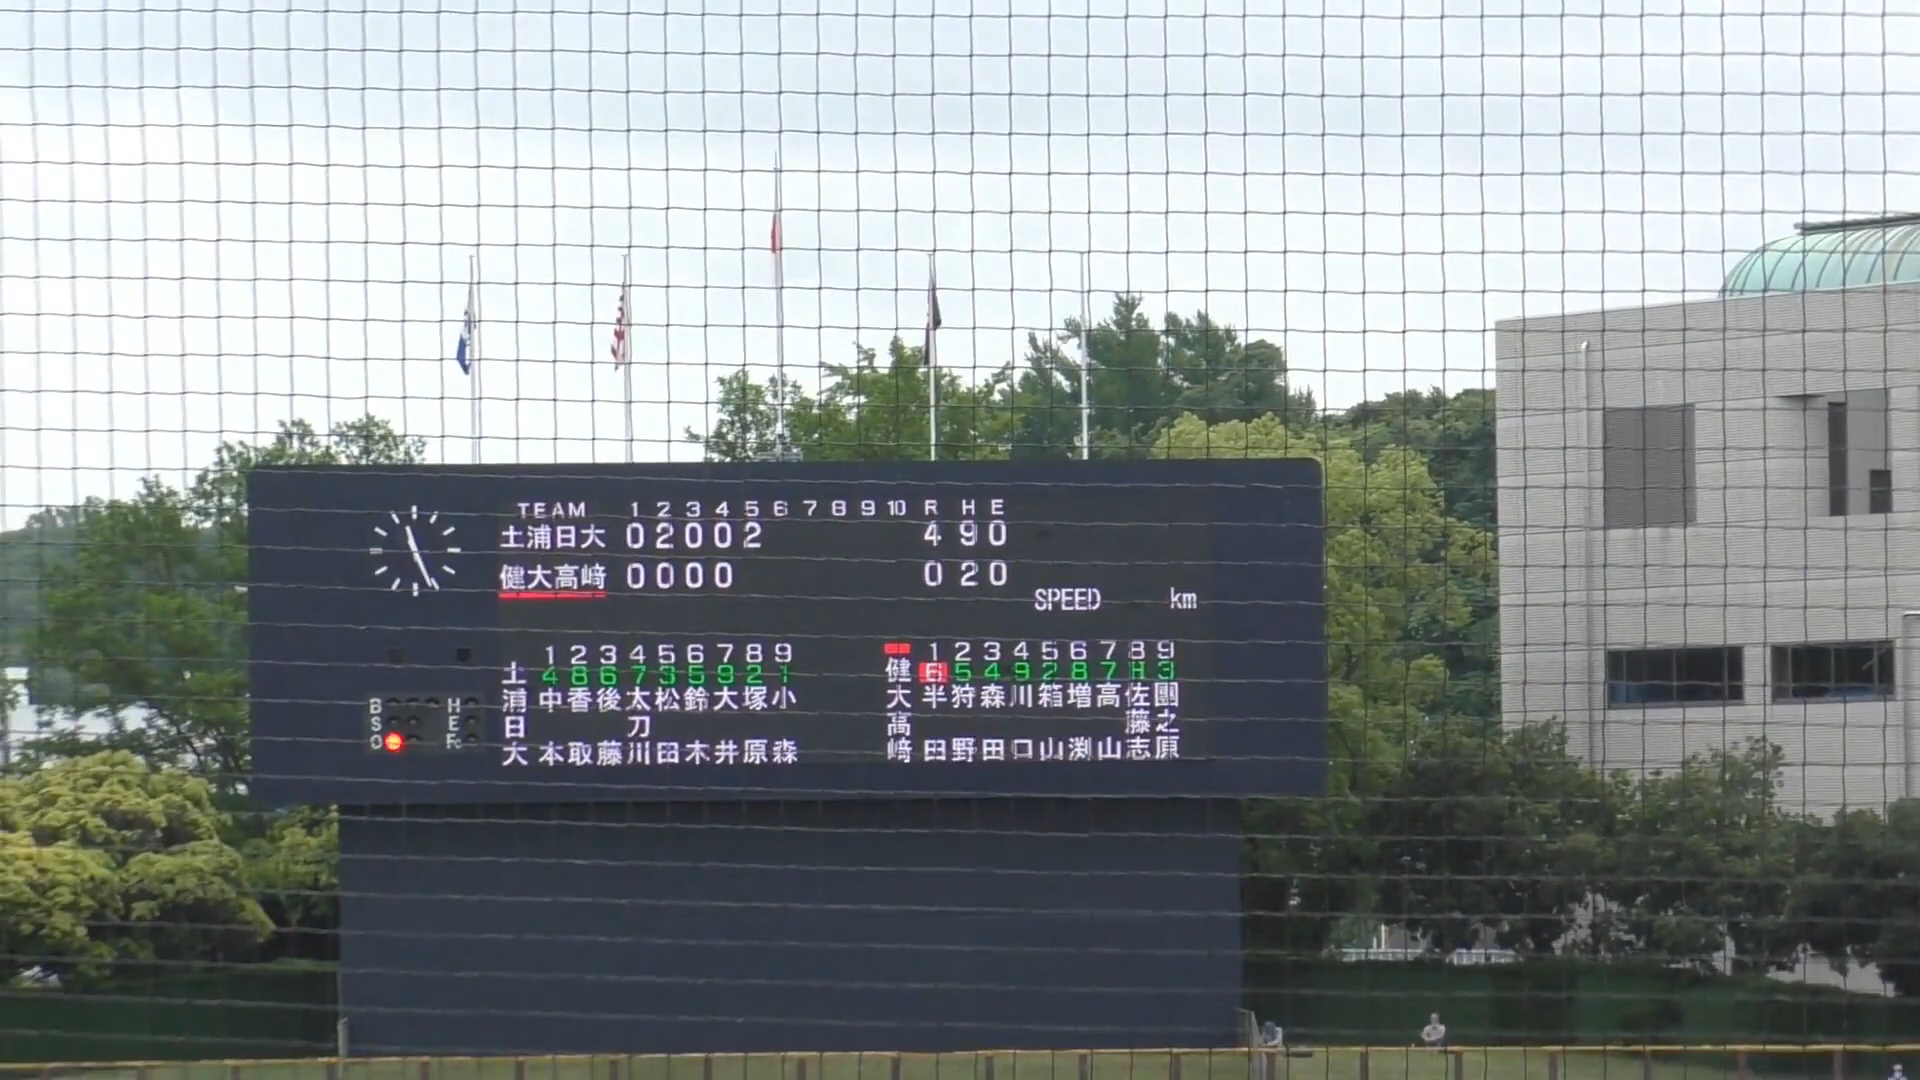 TEAM 1 2 3 4 5 6 7 8 9 10 R H E
土浦日大 0 2 0 0 2 4 9 0
健大高﨑 0 0 0 0 0 2 0
SPEED km
1 2 3 4 5 6 7 8 9
土 4 8 6 7 3 5 9 2 1
浦 中 香 後 太 松 鈴 大 塚 小
日 刀
大 本 取 藤 川 田 木 井 原 森
1 2 3 4 5 6 7 8 9
健 6 5 4 9 2 8 7 H 3
大 半 狩 森 川 箱 増 高 佐 團
高 藤 之
﨑 田 野 田 口 山 渕 山 志 原
B H
S E
O Fc